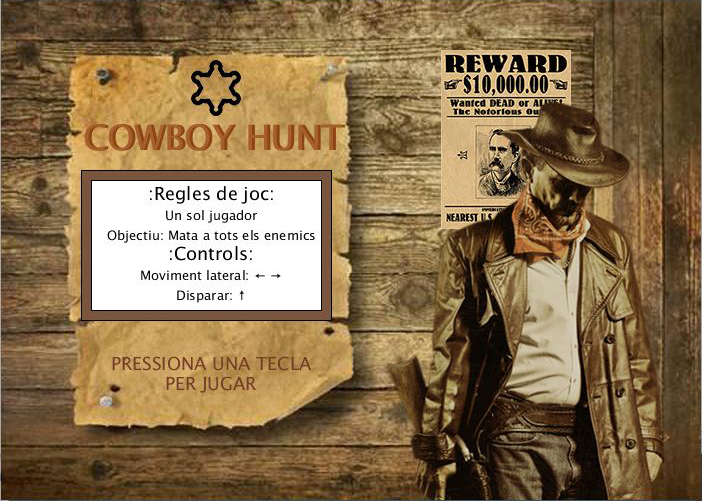 COWBOY HUNT
:Regles de joc:
Un sol jugador
Objectiu: Mata a tots els enemics
:Controls:
Moviment lateral: ← →
Disparar: ↑
PRESSIONA UNA TECLA
PER JUGAR
REWARD
$10,000.00
Wanted DEAD or ALIVE!
The Notorious
NEAREST U.S.